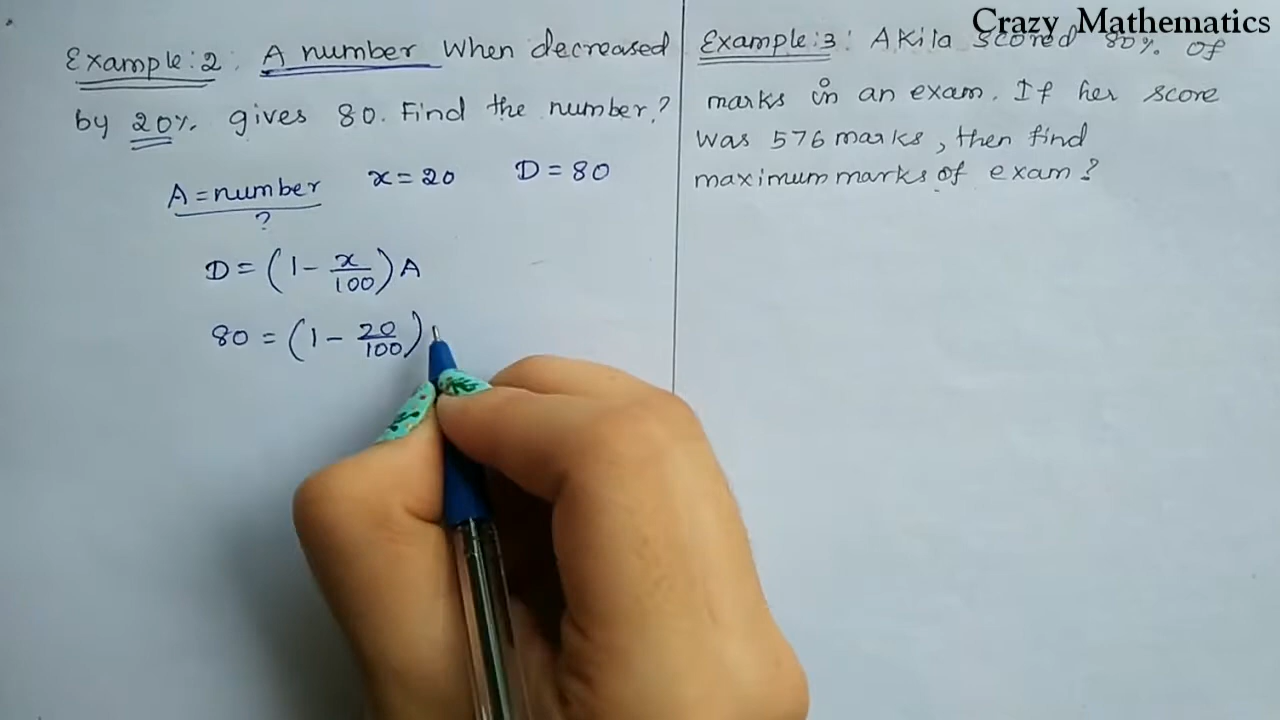 Crazy Mathematics
Example:2: A number when decreased
by 20% gives 80. Find the number?
A = number x = 20 D = 80
?
D = (1 - x/100) A
80 = (1 - 20/100)
Example:3: Akila scored 80% of
marks in an exam. If her score
was 576 marks, then find
maximum marks of exam?